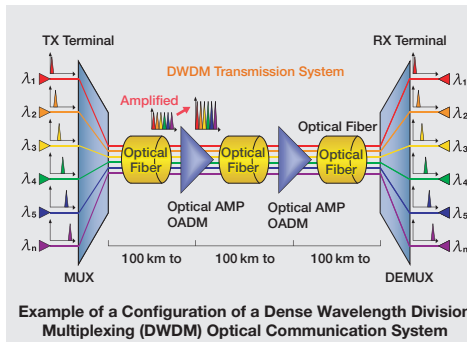 TX Terminal
RX Terminal
DWDM Transmission System
Amplified
λ1
λ2
λ3
λ4
λ5
λn
Optical Fiber
Optical
Fiber
Optical
Fiber
Optical
Fiber
λ1
λ2
λ3
λ4
λ5
λn
Optical AMP
OADM
Optical AMP
OADM
100 km to
100 km to
100 km to
MUX
DEMUX
Example of a Configuration of a Dense Wavelength Division
Multiplexing (DWDM) Optical Communication System